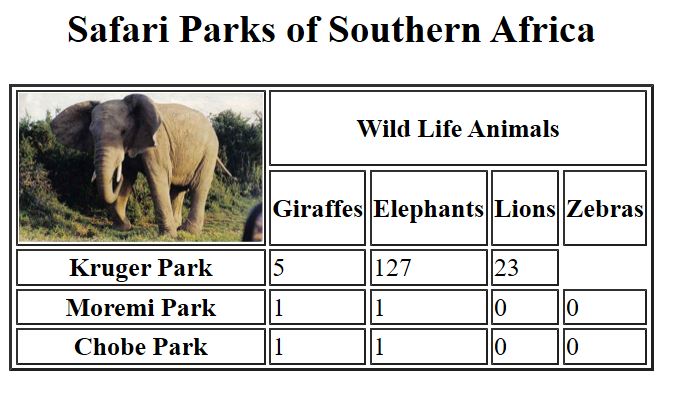 Safari Parks of Southern Africa
Wild Life Animals
Giraffes Elephants Lions Zebras
Kruger Park 5 127 23
Moremi Park 1 1 0 0
Chobe Park 1 1 0 0